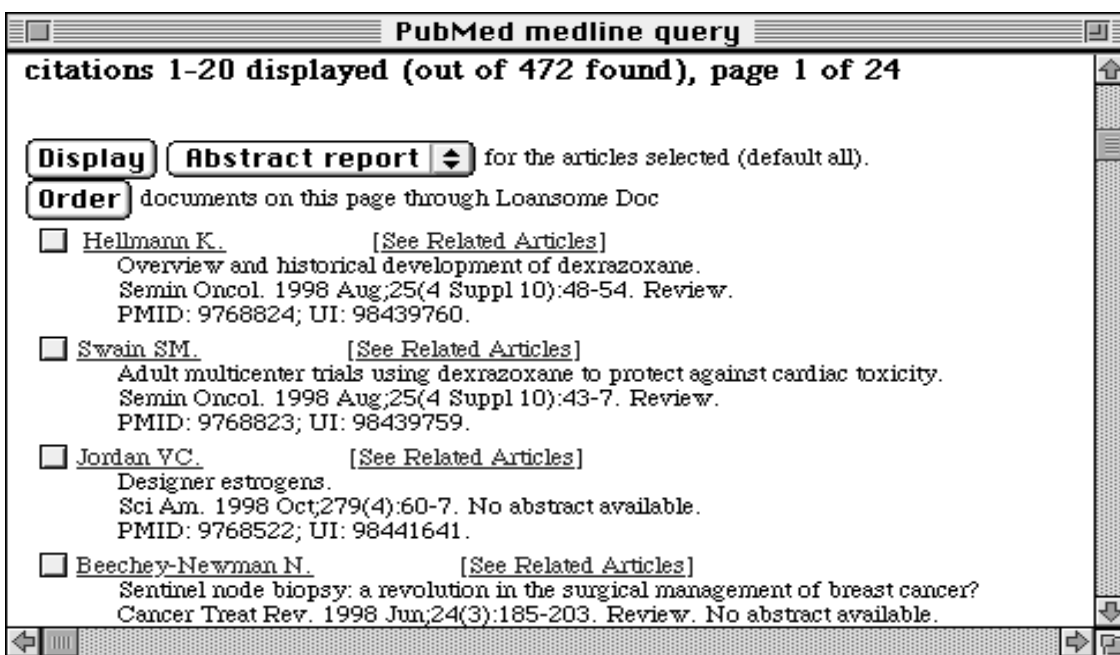 PubMed medline query
citations 1-20 displayed (out of 472 found), page 1 of 24
Display Abstract report for the articles selected (default all).
Order documents on this page through Loansome Doc
Hellmann K. [See Related Articles]
Overview and historical development of dexrazoxane.
Semin Oncol. 1998 Aug;25(4 Suppl 10):48-54. Review.
PMID: 9768824; UI: 98439760.
Swain SM. [See Related Articles]
Adult multicenter trials using dexrazoxane to protect against cardiac toxicity.
Semin Oncol. 1998 Aug;25(4 Suppl 10):43-7. Review.
PMID: 9768823; UI: 98439759.
Jordan VC. [See Related Articles]
Designer estrogens.
Sci Am. 1998 Oct;279(4):60-7. No abstract available.
PMID: 9768522; UI: 98441641.
Beechey-Newman N. [See Related Articles]
Sentinel node biopsy: a revolution in the surgical management of breast cancer?
Cancer Treat Rev. 1998 Jun;24(3):185-203. Review. No abstract available.